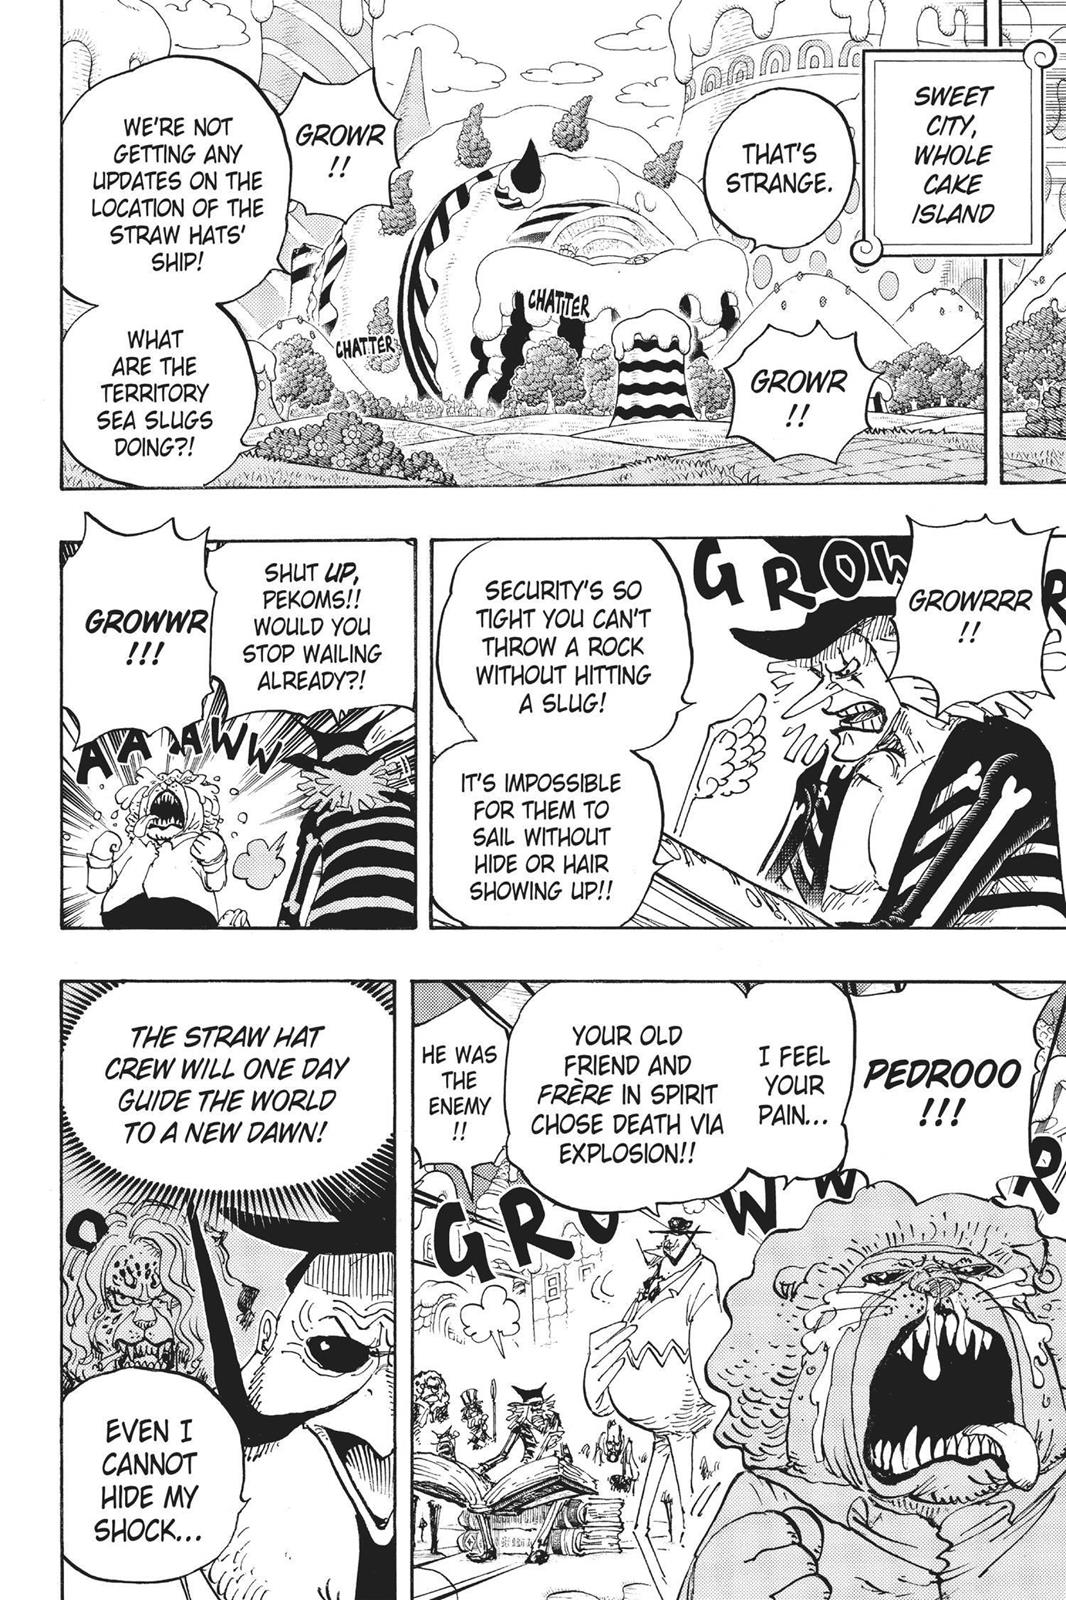 SWEET
CITY,
WHOLE
CAKE
ISLAND
THAT'S
STRANGE.
GROWR
!!
CHATTER
CHATTER
GROWR
!!
WE'RE NOT
GETTING ANY
UPDATES ON THE
LOCATION OF THE
STRAW HATS'
SHIP!
WHAT
ARE THE
TERRITORY
SEA SLUGS
DOING?!
GROWRRR
!!
GROWR
SECURITY'S SO
TIGHT YOU CAN'T
THROW A ROCK
WITHOUT HITTING
A SLUG!
IT'S IMPOSSIBLE
FOR THEM TO
SAIL WITHOUT
HIDE OR HAIR
SHOWING UP!!
SHUT UP,
PEKOMS!!
WOULD YOU
STOP WAILING
ALREADY?!
GROWWR
!!!
AAAAWW
PEDROOO
!!!
I FEEL
YOUR
PAIN...
YOUR OLD
FRIEND AND
FRÈRE IN SPIRIT
CHOSE DEATH VIA
EXPLOSION!!
HE WAS
THE
ENEMY
!!
GROWWR
THE STRAW HAT
CREW WILL ONE DAY
GUIDE THE WORLD
TO A NEW DAWN!
EVEN I
CANNOT
HIDE MY
SHOCK...